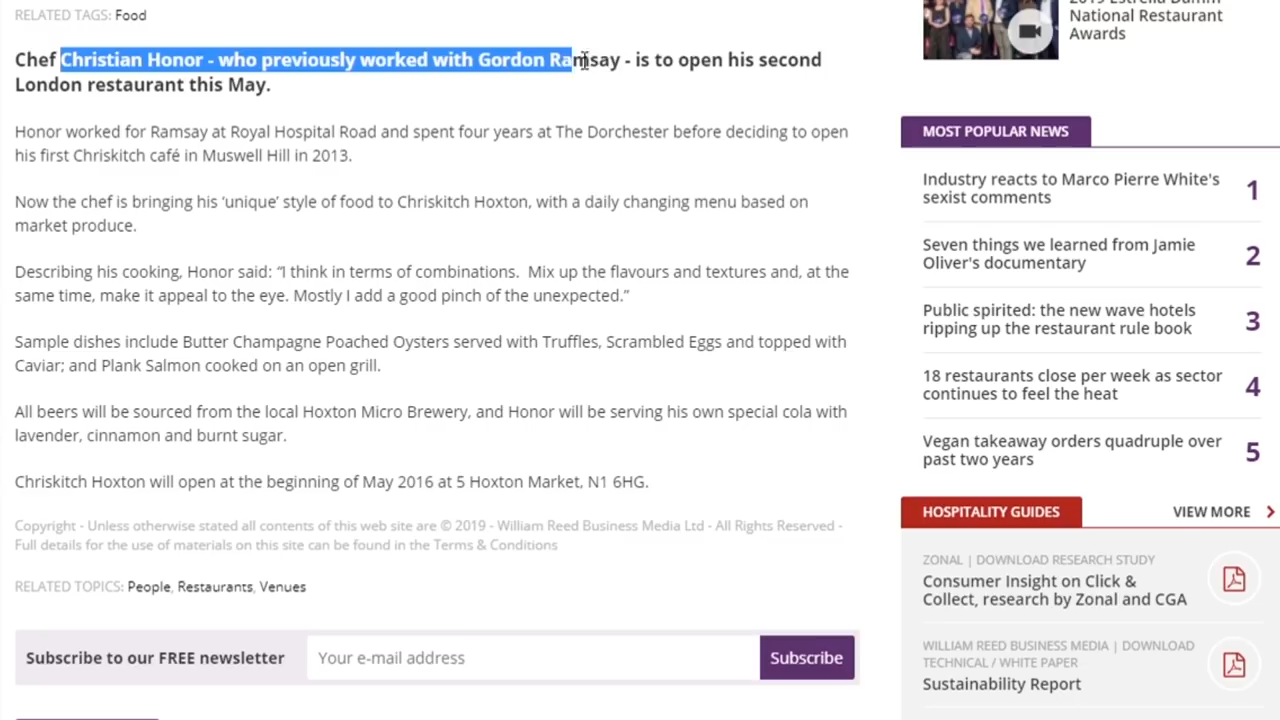 RELATED TAGS: Food
Chef Christian Honor - who previously worked with Gordon Ramsay - is to open his second
London restaurant this May.
Honor worked for Ramsay at Royal Hospital Road and spent four years at The Dorchester before deciding to open
his first Chriskitch café in Muswell Hill in 2013.
Now the chef is bringing his ‘unique’ style of food to Chriskitch Hoxton, with a daily changing menu based on
market produce.
Describing his cooking, Honor said: “I think in terms of combinations.  Mix up the flavours and textures and, at the
same time, make it appeal to the eye. Mostly I add a good pinch of the unexpected.”
Sample dishes include Butter Champagne Poached Oysters served with Truffles, Scrambled Eggs and topped with
Caviar; and Plank Salmon cooked on an open grill.
All beers will be sourced from the local Hoxton Micro Brewery, and Honor will be serving his own special cola with
lavender, cinnamon and burnt sugar.
Chriskitch Hoxton will open at the beginning of May 2016 at 5 Hoxton Market, N1 6HG.
Copyright - Unless otherwise stated all contents of this web site are © 2019 - William Reed Business Media Ltd - All Rights Reserved -
Full details for the use of materials on this site can be found in the Terms & Conditions
RELATED TOPICS: People, Restaurants, Venues
Subscribe to our FREE newsletter
Your e-mail address
Subscribe
2019 Estrella Damm
National Restaurant
Awards
MOST POPULAR NEWS
Industry reacts to Marco Pierre White's
sexist comments
1
Seven things we learned from Jamie
Oliver's documentary
2
Public spirited: the new wave hotels
ripping up the restaurant rule book
3
18 restaurants close per week as sector
continues to feel the heat
4
Vegan takeaway orders quadruple over
past two years
5
HOSPITALITY GUIDES
VIEW MORE
ZONAL | DOWNLOAD RESEARCH STUDY
Consumer Insight on Click &
Collect, research by Zonal and CGA
WILLIAM REED BUSINESS MEDIA | DOWNLOAD
TECHNICAL / WHITE PAPER
Sustainability Report